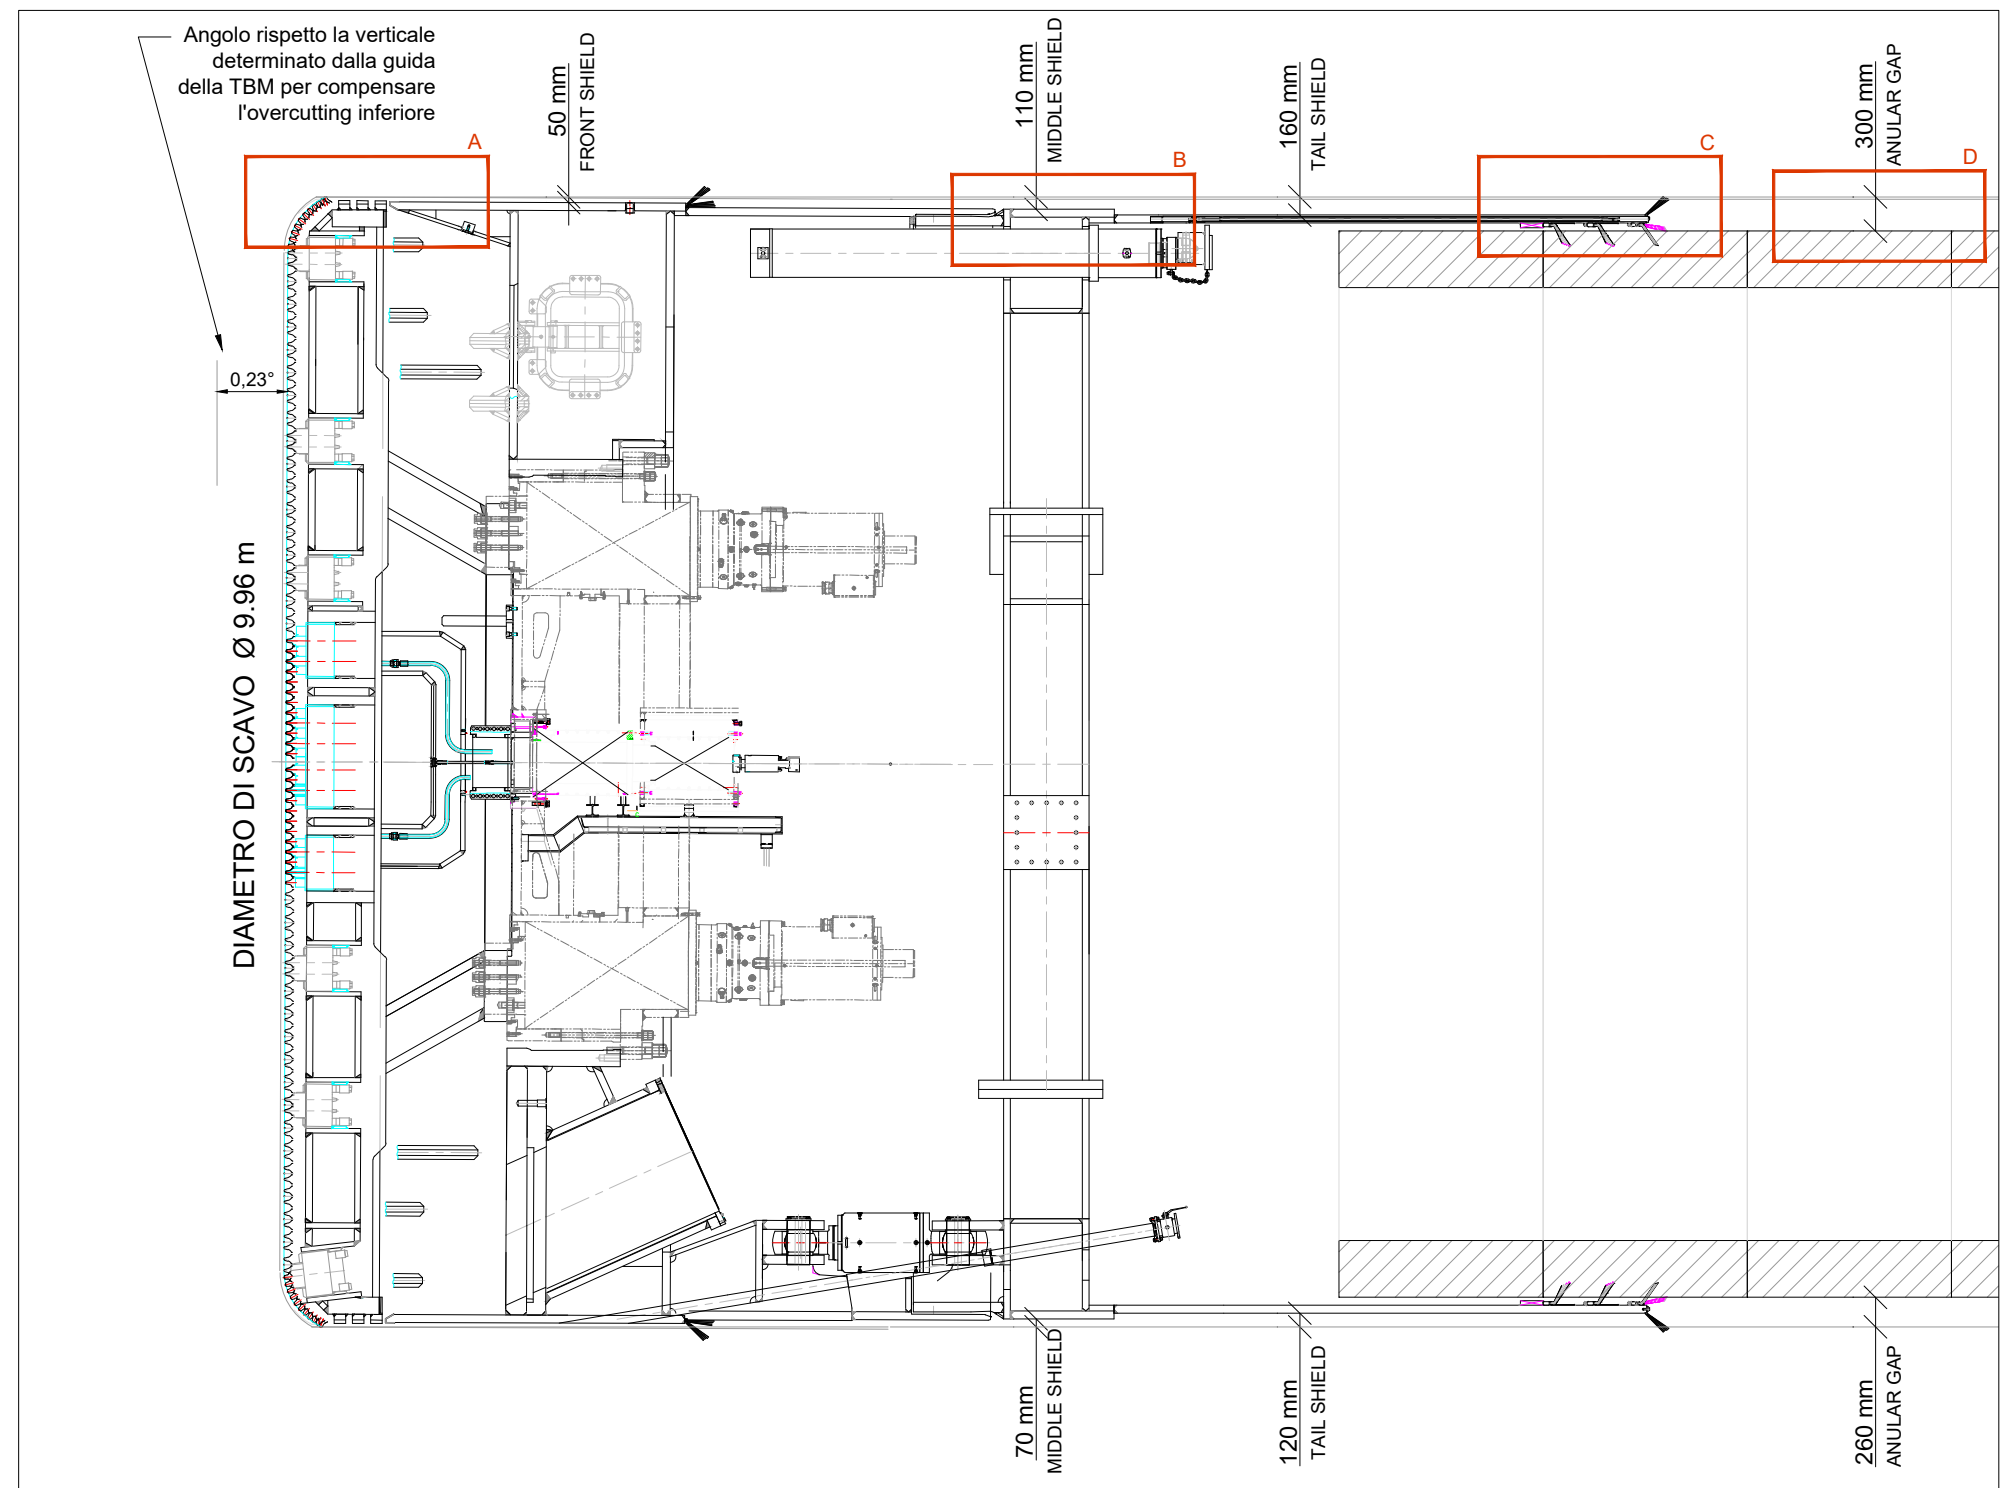 Angolo rispetto la verticale
determinato dalla guida
della TBM per compensare
l'overcutting inferiore
A
50 mm
FRONT SHIELD
110 mm
MIDDLE SHIELD
B
160 mm
TAIL SHIELD
C
300 mm
ANULAR GAP
D
0,23°
DIAMETRO DI SCAVO Ø 9.96 m
70 mm
MIDDLE SHIELD
120 mm
TAIL SHIELD
260 mm
ANULAR GAP